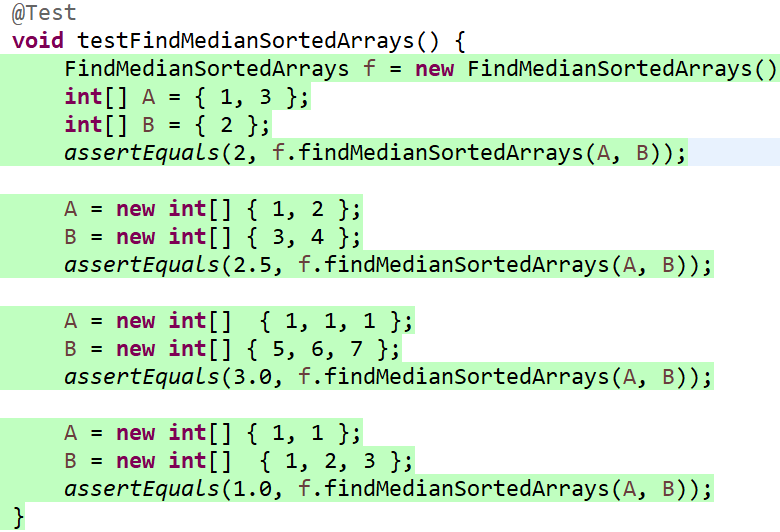 @Test
void testFindMedianSortedArrays() {
FindMedianSortedArrays f = new FindMedianSortedArrays()
int[] A = { 1, 3 };
int[] B = { 2 };
assertEquals(2, f.findMedianSortedArrays(A, B));
A = new int[] { 1, 2 };
B = new int[] { 3, 4 };
assertEquals(2.5, f.findMedianSortedArrays(A, B));
A = new int[]  { 1, 1, 1 };
B = new int[] { 5, 6, 7 };
assertEquals(3.0, f.findMedianSortedArrays(A, B));
A = new int[] { 1, 1 };
B = new int[]  { 1, 2, 3 };
assertEquals(1.0, f.findMedianSortedArrays(A, B));
}